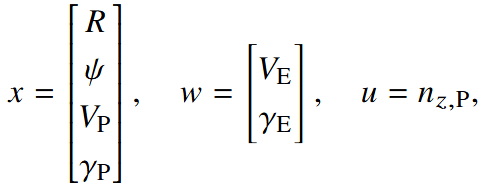 x = [R ψ V_P γ_P], w = [V_E γ_E], u = n_{z,P},